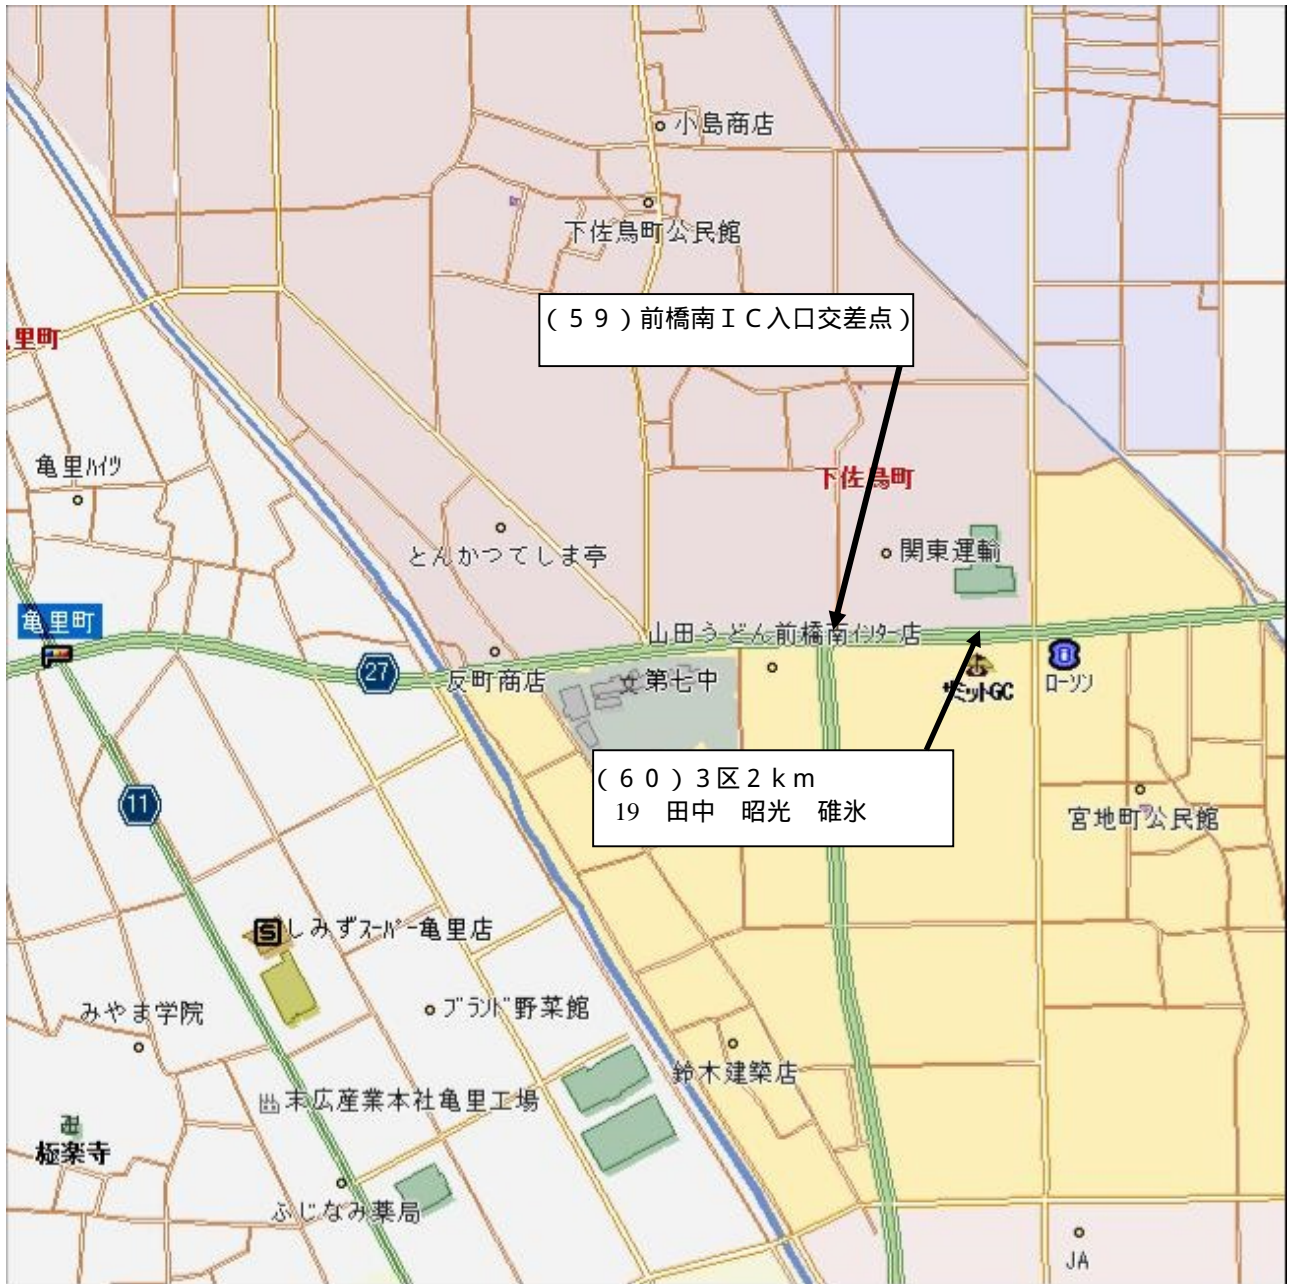 小島商店
下佐鳥町公民館
(５９)前橋南ＩＣ入口交差点)
里町
亀里ハイツ
下佐鳥町
とんかつてしま亭
関東運輸
亀里町
山田うどん前橋南インター店
27
反町商店
第七中
サミットGC
ローソン
(６０)３区２ｋｍ
19　田中　昭光　碓氷
11
宮地町公民館
S
しみずスーパー亀里店
みやま学院
ブランド野菜館
鈴木建築店
末広産業本社亀里工場
卍
極楽寺
ふじなみ薬局
JA